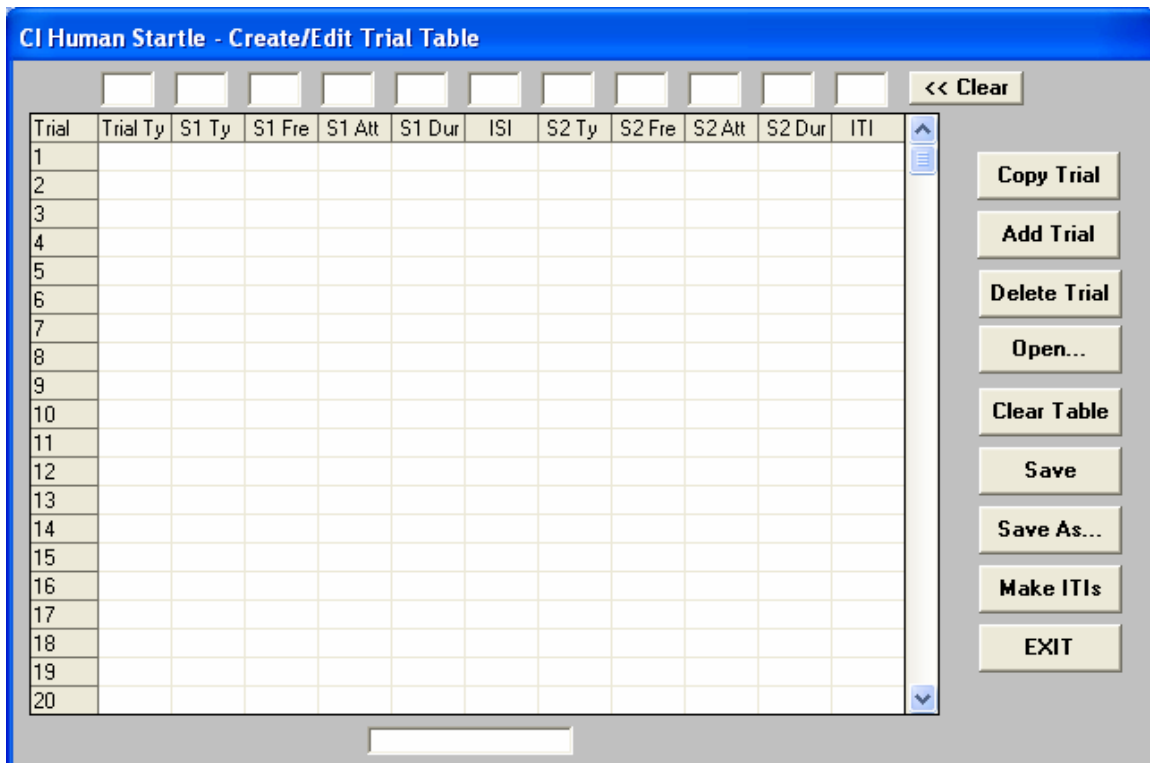 CI Human Startle - Create/Edit Trial Table
<< Clear
Trial Trial Ty S1 Ty S1 Fre S1 Att S1 Dur ISI S2 Ty S2 Fre S2 Att S2 Dur ITI
1
2
3
4
5
6
7
8
9
10
11
12
13
14
15
16
17
18
19
20
Copy Trial
Add Trial
Delete Trial
Open...
Clear Table
Save
Save As...
Make ITIs
EXIT